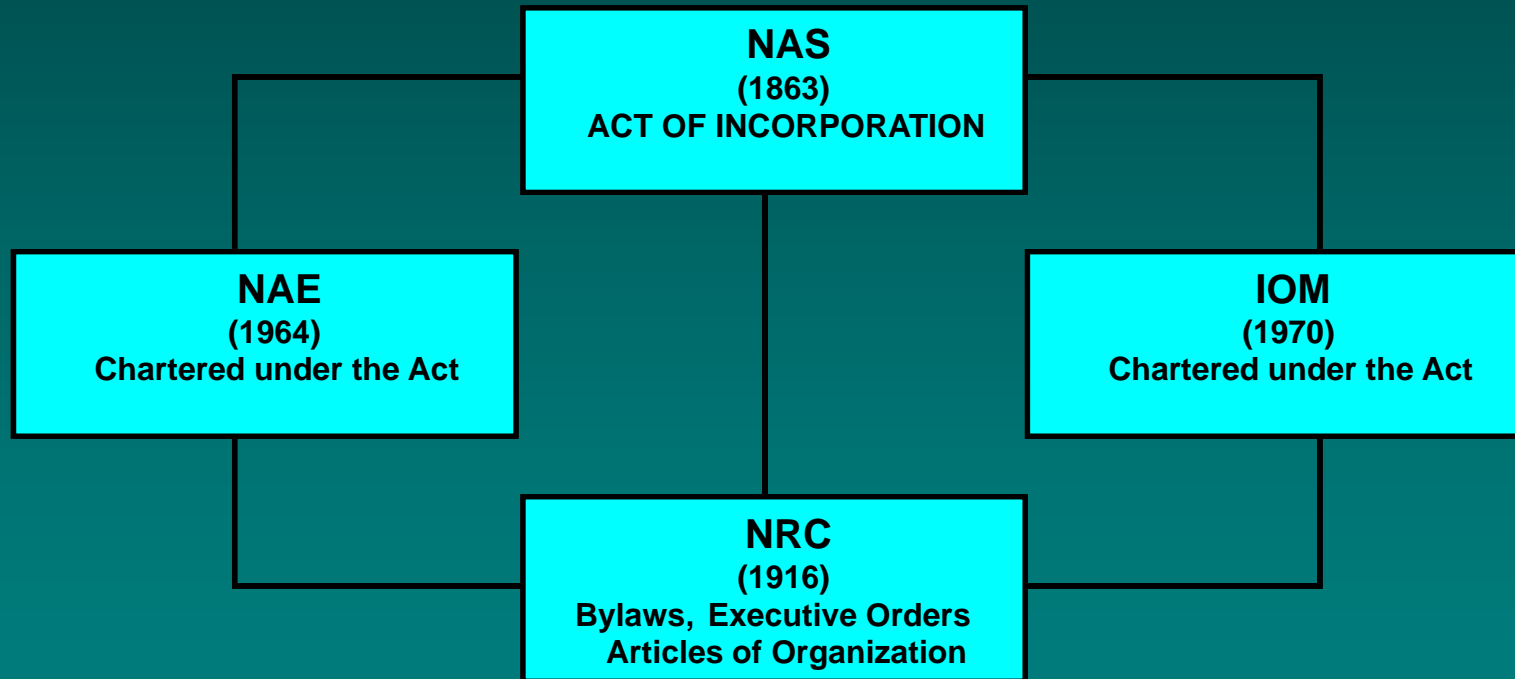 NAS
(1863)
ACT OF INCORPORATION
NAE
(1964)
Chartered under the Act
IOM
(1970)
Chartered under the Act
NRC
(1916)
Bylaws, Executive Orders
Articles of Organization